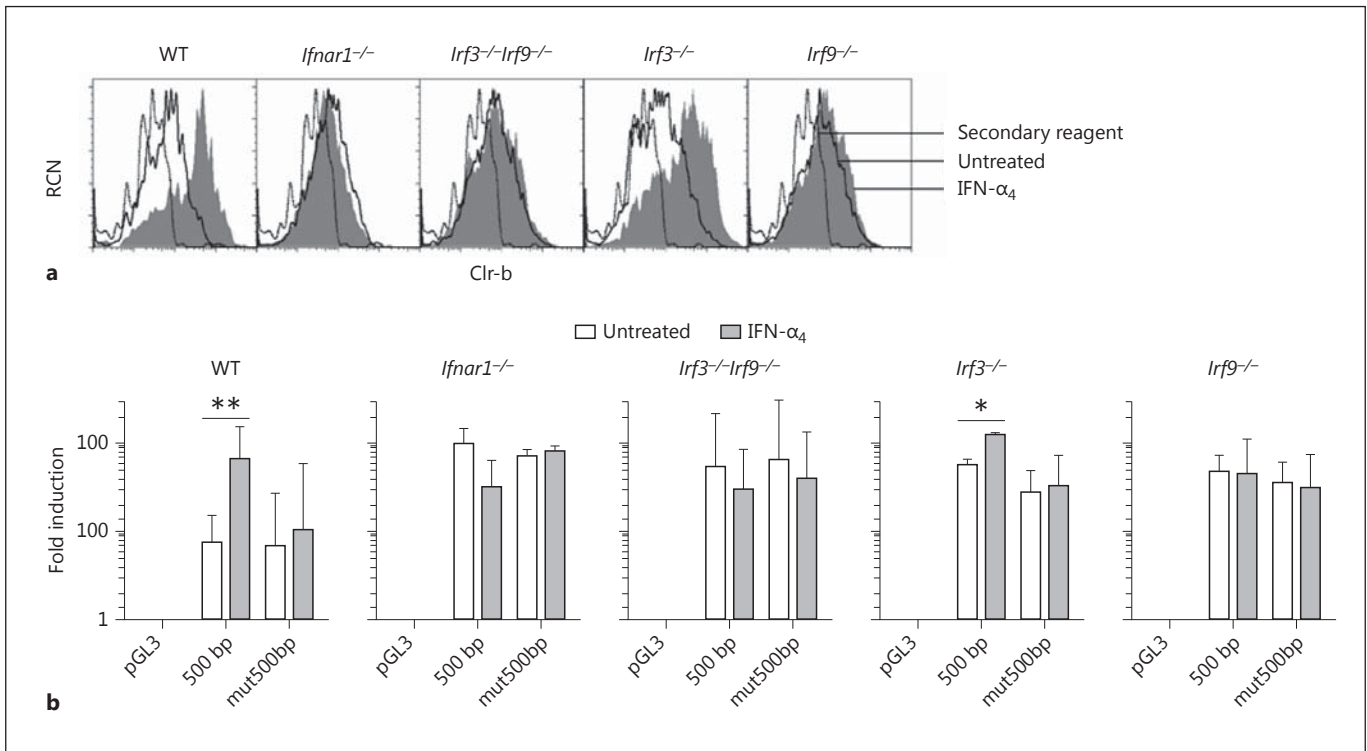 WT Ifnar1–/– Irf3–/–Irf9–/– Irf3–/– Irf9–/–
RCN
Secondary reagent
Untreated
IFN-α4
a
Clr-b
Untreated IFN-α4
WT Ifnar1–/– Irf3–/–Irf9–/– Irf3–/– Irf9–/–
** *
Fold induction
100
100
1
pGL3 500 bp mut500bp pGL3 500 bp mut500bp pGL3 500 bp mut500bp pGL3 500 bp mut500bp pGL3 500 bp mut500bp
b